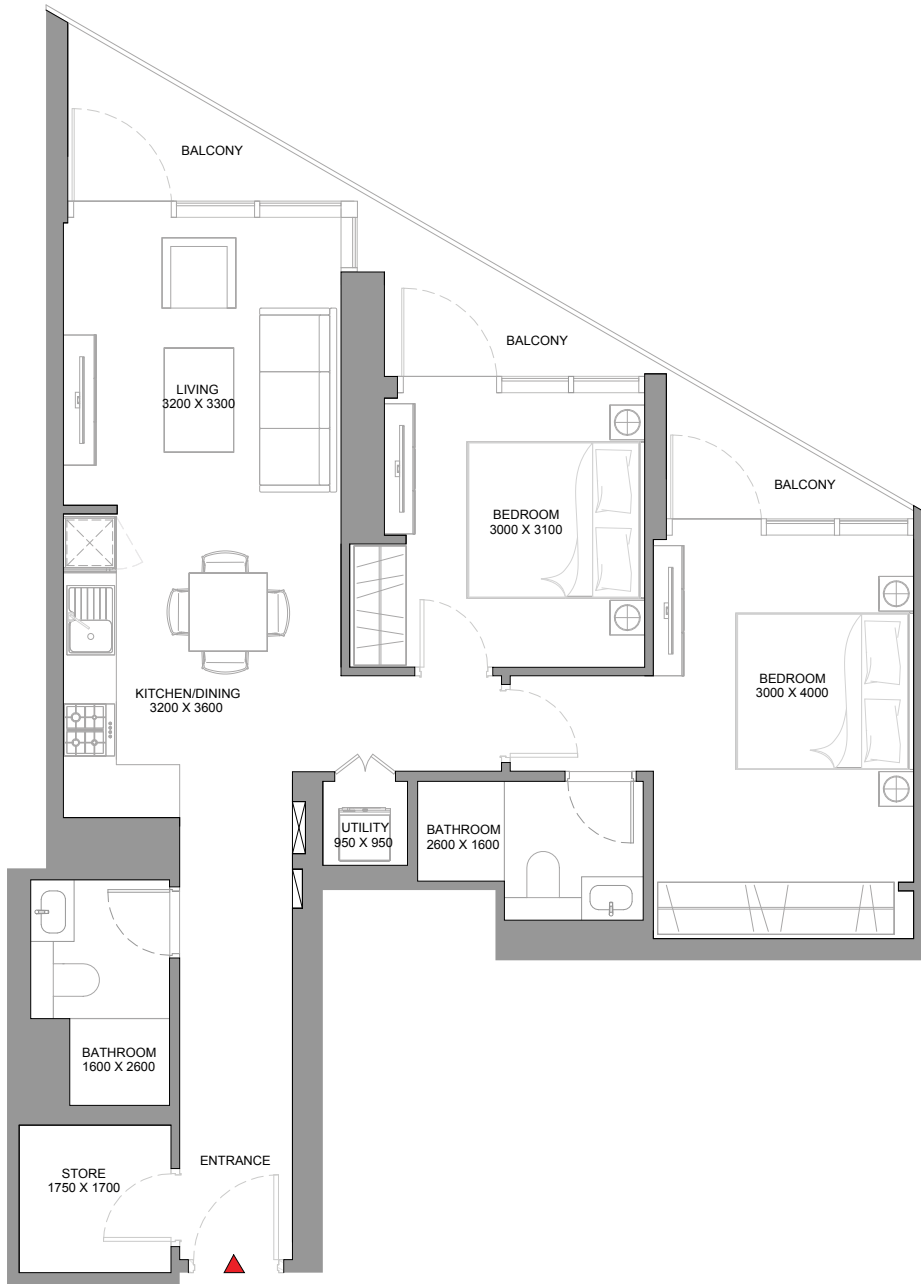 BALCONY
BALCONY
LIVING
3200 X 3300
BALCONY
BEDROOM
3000 X 3100
BEDROOM
3000 X 4000
KITCHEN/DINING
3200 X 3600
UTILITY
950 X 950
BATHROOM
2600 X 1600
BATHROOM
1600 X 2600
ENTRANCE
STORE
1750 X 1700